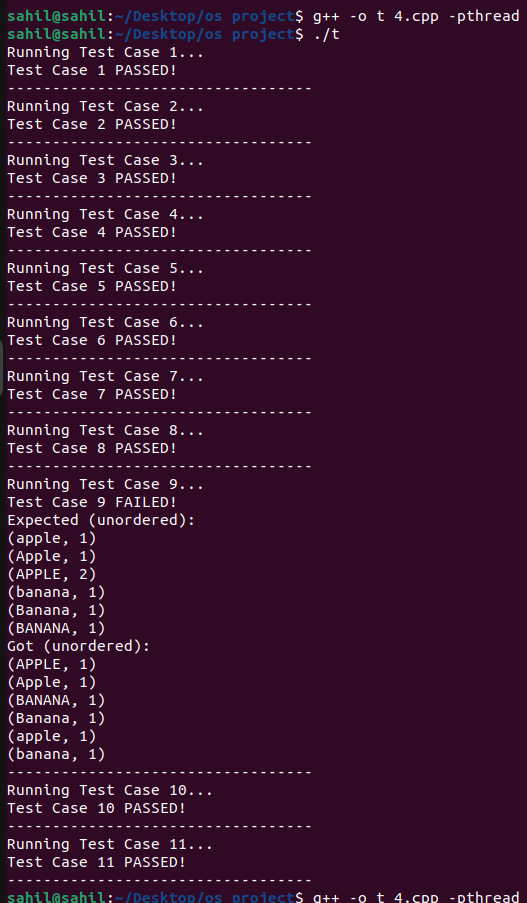 sahil@sahil:~/Desktop/os project$ g++ -o t 4.cpp -pthread
sahil@sahil:~/Desktop/os project$ ./t
Running Test Case 1...
Test Case 1 PASSED!
----------------------------------
Running Test Case 2...
Test Case 2 PASSED!
----------------------------------
Running Test Case 3...
Test Case 3 PASSED!
----------------------------------
Running Test Case 4...
Test Case 4 PASSED!
----------------------------------
Running Test Case 5...
Test Case 5 PASSED!
----------------------------------
Running Test Case 6...
Test Case 6 PASSED!
----------------------------------
Running Test Case 7...
Test Case 7 PASSED!
----------------------------------
Running Test Case 8...
Test Case 8 PASSED!
----------------------------------
Running Test Case 9...
Test Case 9 FAILED!
Expected (unordered):
(apple, 1)
(Apple, 1)
(APPLE, 2)
(banana, 1)
(Banana, 1)
(BANANA, 1)
Got (unordered):
(APPLE, 1)
(Apple, 1)
(BANANA, 1)
(Banana, 1)
(apple, 1)
(banana, 1)
----------------------------------
Running Test Case 10...
Test Case 10 PASSED!
----------------------------------
Running Test Case 11...
Test Case 11 PASSED!
----------------------------------
sahil@sahil:~/Desktop/os project$ g++ -o t 4.cpp -pthread